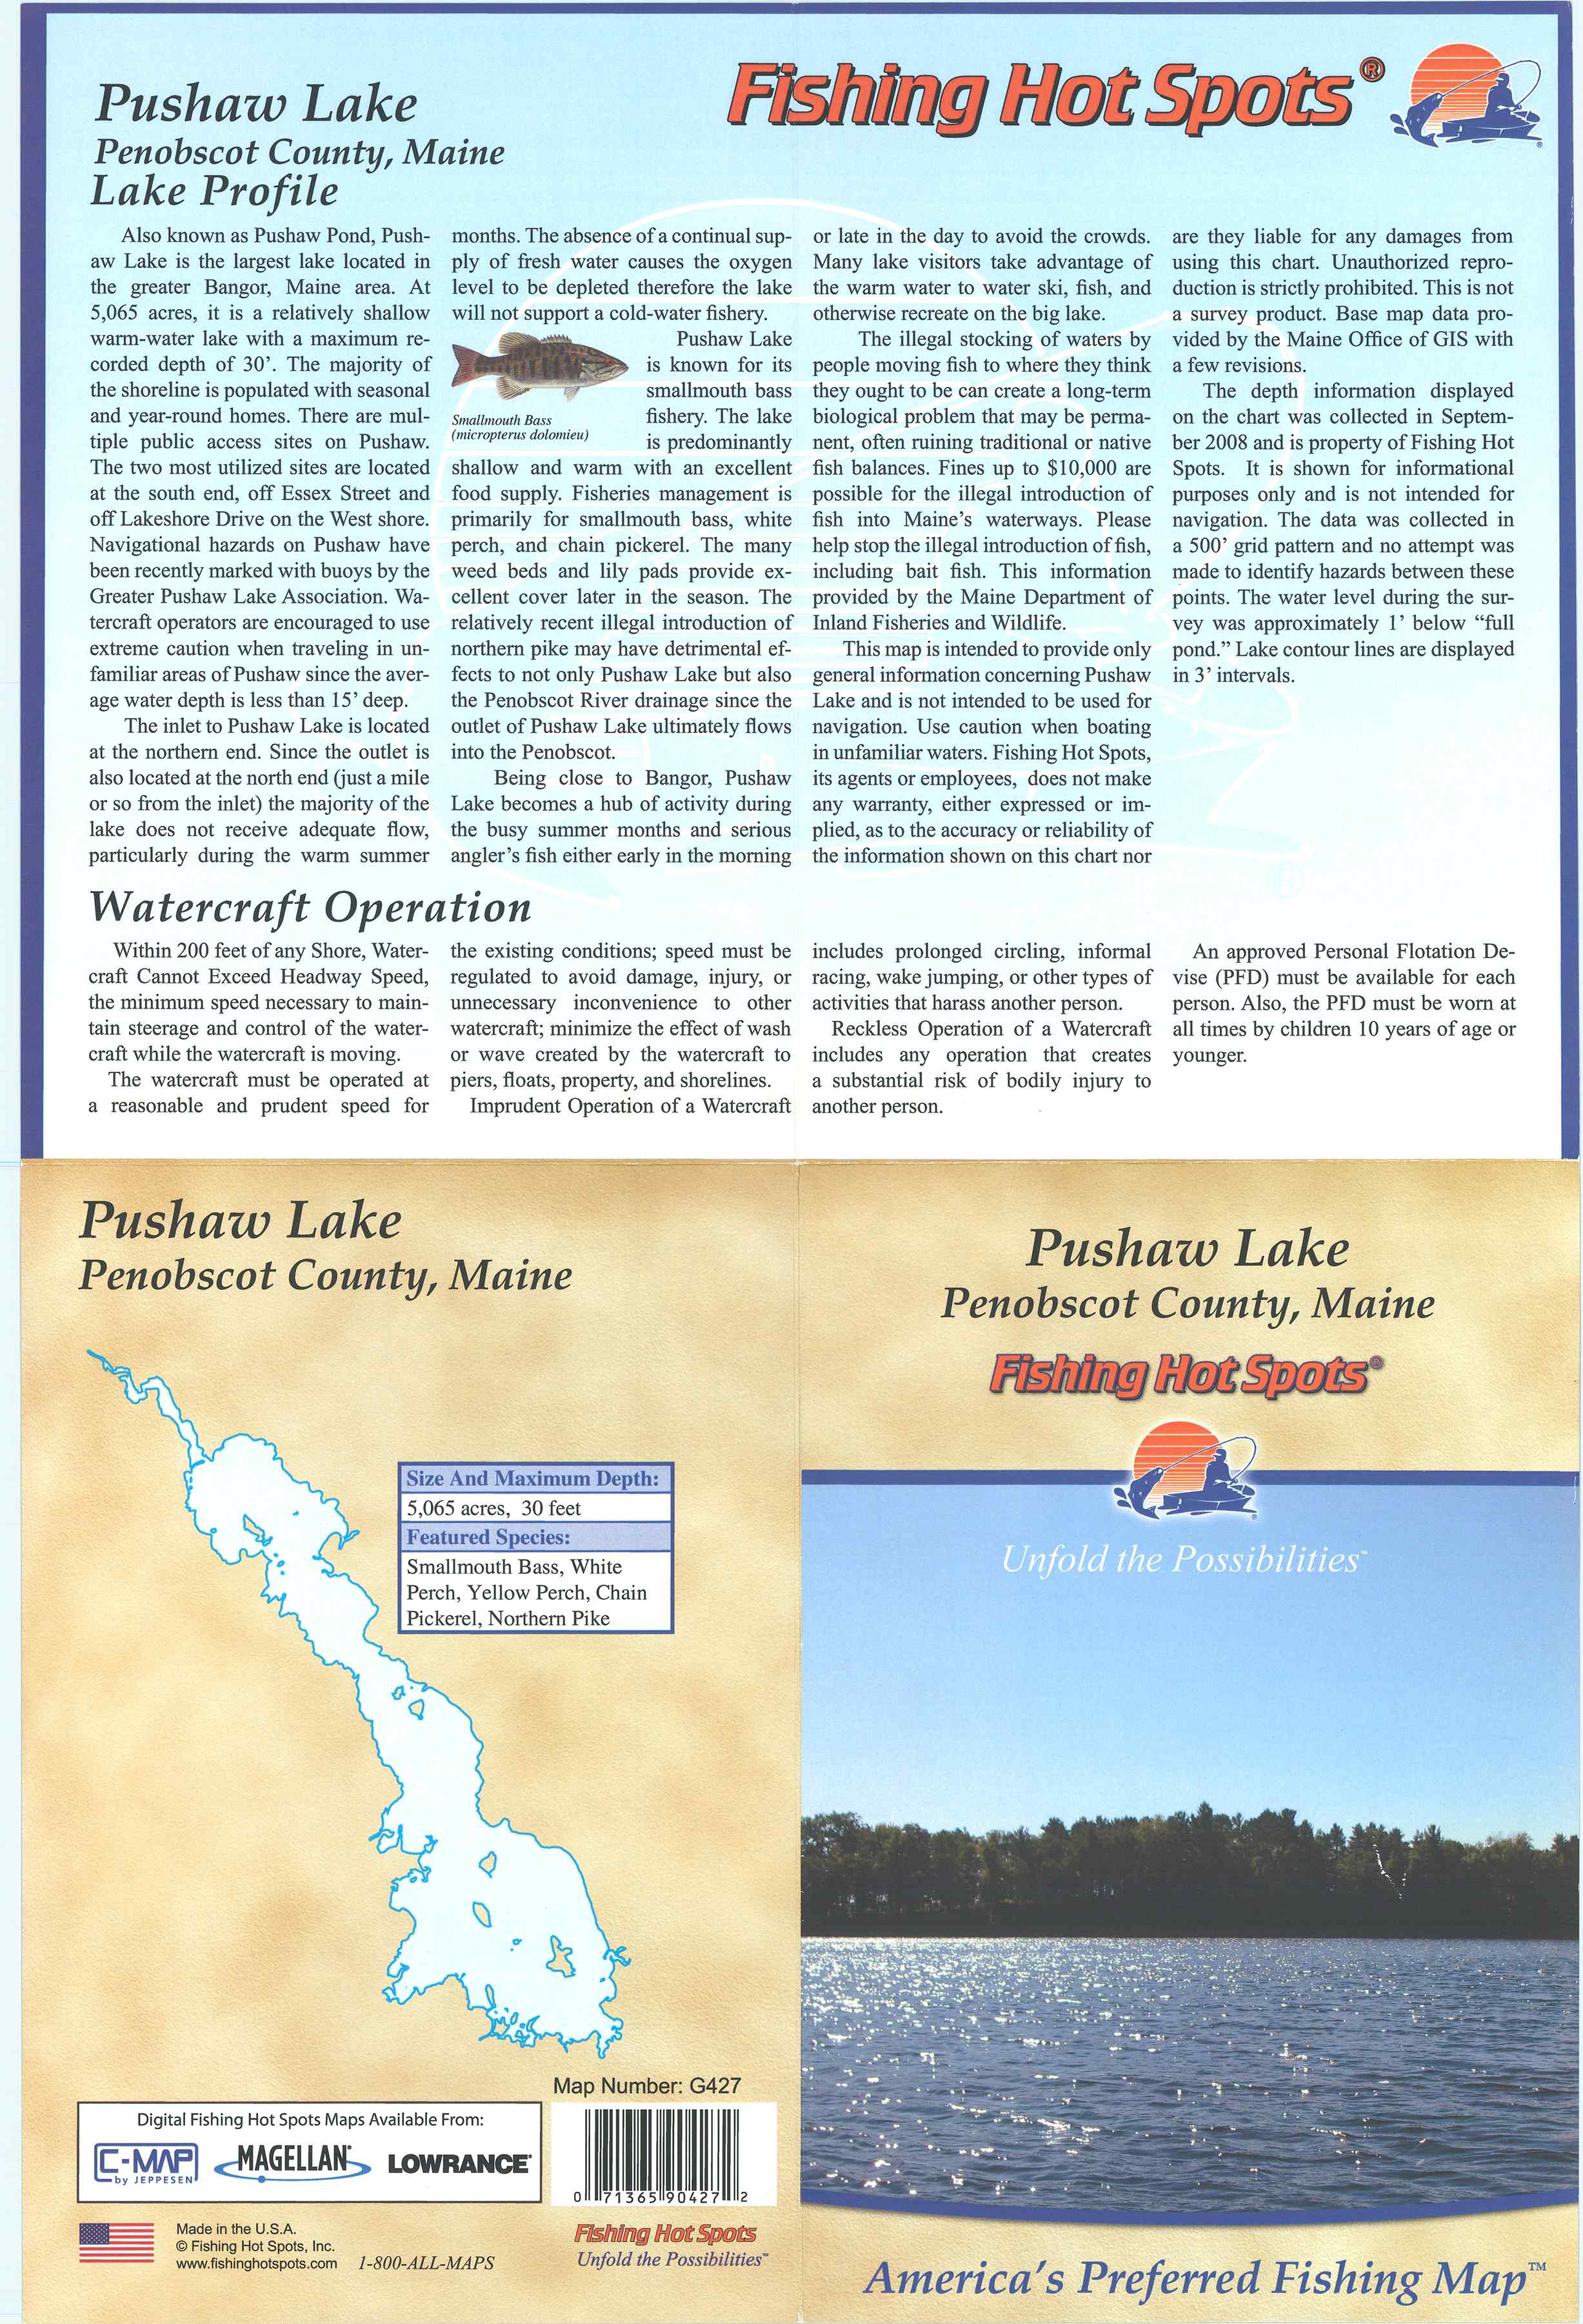 Pushaw Lake
Penobscot County, Maine
Lake Profile
Fishing Hot Spots®
Also known as Pushaw Pond, Push-
aw Lake is the largest lake located in
the greater Bangor, Maine area. At
5,065 acres, it is a relatively shallow
warm-water lake with a maximum re-
corded depth of 30’. The majority of
the shoreline is populated with seasonal
and year-round homes. There are mul-
tiple public access sites on Pushaw.
The two most utilized sites are located
at the south end, off Essex Street and
off Lakeshore Drive on the West shore.
Navigational hazards on Pushaw have
been recently marked with buoys by the
Greater Pushaw Lake Association. Wa-
tercraft operators are encouraged to use
extreme caution when traveling in un-
familiar areas of Pushaw since the aver-
age water depth is less than 15’ deep.
The inlet to Pushaw Lake is located
at the northern end. Since the outlet is
also located at the north end (just a mile
or so from the inlet) the majority of the
lake does not receive adequate flow,
particularly during the warm summer
months. The absence of a continual sup-
ply of fresh water causes the oxygen
level to be depleted therefore the lake
will not support a cold-water fishery.
Pushaw Lake
is known for its
smallmouth bass
fishery. The lake
is predominantly
Smallmouth Bass
(micropterus dolomieu)
shallow and warm with an excellent
food supply. Fisheries management is
primarily for smallmouth bass, white
perch, and chain pickerel. The many
weed beds and lily pads provide ex-
cellent cover later in the season. The
relatively recent illegal introduction of
northern pike may have detrimental ef-
fects to not only Pushaw Lake but also
the Penobscot River drainage since the
outlet of Pushaw Lake ultimately flows
into the Penobscot.
Being close to Bangor, Pushaw
Lake becomes a hub of activity during
the busy summer months and serious
angler’s fish either early in the morning
or late in the day to avoid the crowds.
Many lake visitors take advantage of
the warm water to water ski, fish, and
otherwise recreate on the big lake.
The illegal stocking of waters by
people moving fish to where they think
they ought to be can create a long-term
biological problem that may be perma-
nent, often ruining traditional or native
fish balances. Fines up to $10,000 are
possible for the illegal introduction of
fish into Maine’s waterways. Please
help stop the illegal introduction of fish,
including bait fish. This information
provided by the Maine Department of
Inland Fisheries and Wildlife.
This map is intended to provide only
general information concerning Pushaw
Lake and is not intended to be used for
navigation. Use caution when boating
in unfamiliar waters. Fishing Hot Spots,
its agents or employees, does not make
any warranty, either expressed or im-
plied, as to the accuracy or reliability of
the information shown on this chart nor
are they liable for any damages from
using this chart. Unauthorized repro-
duction is strictly prohibited. This is not
a survey product. Base map data pro-
vided by the Maine Office of GIS with
a few revisions.
The depth information displayed
on the chart was collected in Septem-
ber 2008 and is property of Fishing Hot
Spots. It is shown for informational
purposes only and is not intended for
navigation. The data was collected in
a 500’ grid pattern and no attempt was
made to identify hazards between these
points. The water level during the sur-
vey was approximately 1’ below “full
pond.” Lake contour lines are displayed
in 3’ intervals.
Watercraft Operation
Within 200 feet of any Shore, Water-
craft Cannot Exceed Headway Speed,
the minimum speed necessary to main-
tain steerage and control of the water-
craft while the watercraft is moving.
The watercraft must be operated at
a reasonable and prudent speed for
the existing conditions; speed must be
regulated to avoid damage, injury, or
unnecessary inconvenience to other
watercraft; minimize the effect of wash
or wave created by the watercraft to
piers, floats, property, and shorelines.
Imprudent Operation of a Watercraft
includes prolonged circling, informal
racing, wake jumping, or other types of
activities that harass another person.
Reckless Operation of a Watercraft
includes any operation that creates
a substantial risk of bodily injury to
another person.
An approved Personal Flotation De-
vise (PFD) must be available for each
person. Also, the PFD must be worn at
all times by children 10 years of age or
younger.
Pushaw Lake
Penobscot County, Maine
Size And Maximum Depth:
5,065 acres, 30 feet
Featured Species:
Smallmouth Bass, White
Perch, Yellow Perch, Chain
Pickerel, Northern Pike
Map Number: G427
Digital Fishing Hot Spots Maps Available From:
C-MAP
by JEPPESEN
MAGELLAN®
LOWRANCE®
0 71365 90427 2
Made in the U.S.A.
© Fishing Hot Spots, Inc.
www.fishinghotspots.com 1-800-ALL-MAPS
Fishing Hot Spots
Unfold the Possibilities™
Pushaw Lake
Penobscot County, Maine
Fishing Hot Spots®
Unfold the Possibilities™
America's Preferred Fishing Map™